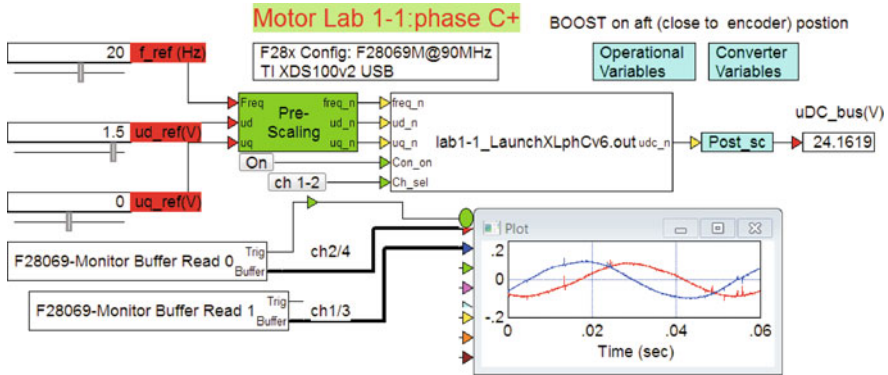 Motor Lab 1-1:phase C+
BOOST on aft (close to encoder) postion
20 f_ref (Hz)
F28x Config: F28069M@90MHz
TI XDS100v2 USB
Operational
Variables
Converter
Variables
1.5 ud_ref(V)
0 uq_ref(V)
Freq
ud
uq
Pre-
Scaling
freq_n
ud_n
uq_n
On
ch 1-2
freq_n
ud_n
uq_n
Con_on
Ch_sel
lab1-1_LaunchXLphCv6.out
udc_n
Post_sc
uDC_bus(V)
24.1619
F28069-Monitor Buffer Read 0
Trig
Buffer
ch2/4
F28069-Monitor Buffer Read 1
Trig
Buffer
ch1/3
Plot
.2
0
-.2
0 .02 .04 .06
Time (sec)